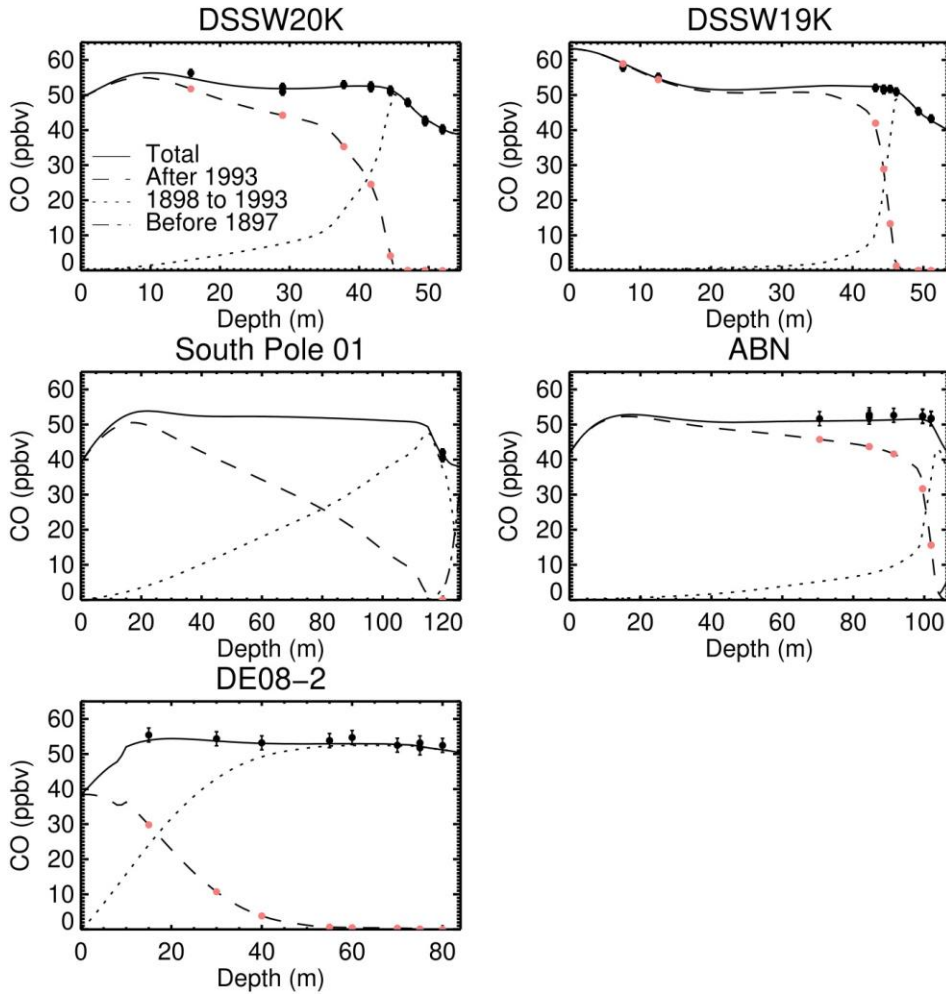 DSSW20K
60
50
40
30
20
10
0
CO (ppbv)
Total
After 1993
1898 to 1993
Before 1897
0 10 20 30 40 50
Depth (m)
DSSW19K
60
50
40
30
20
10
0
CO (ppbv)
0 10 20 30 40 50
Depth (m)
South Pole 01
60
50
40
30
20
10
0
CO (ppbv)
0 20 40 60 80 100 120
Depth (m)
ABN
60
50
40
30
20
10
0
CO (ppbv)
0 20 40 60 80 100
Depth (m)
DE08−2
60
50
40
30
20
10
0
CO (ppbv)
0 20 40 60 80
Depth (m)